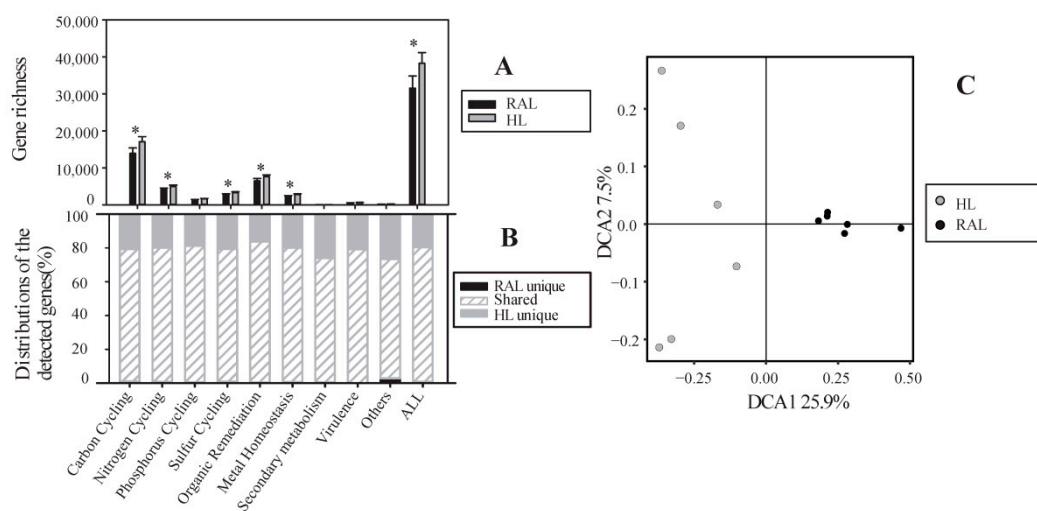 50,000
40,000
30,000
20,000
10,000
0
Gene richness
*
*
*
*
*
*
A
RAL
HL
100
80
60
40
20
0
Distributions of the
detected genes(%)
B
RAL unique
Shared
HL unique
Carbon Cycling
Nitrogen Cycling
Phosphorus Cycling
Sulfur Cycling
Organic Remediation
Metal Homeostasis
Secondary metabolism
Virulence
Others
ALL
C
0.2
0.1
0.0
−0.1
−0.2
DCA2 7.5%
−0.25
0.00
0.25
0.50
DCA1 25.9%
HL
RAL